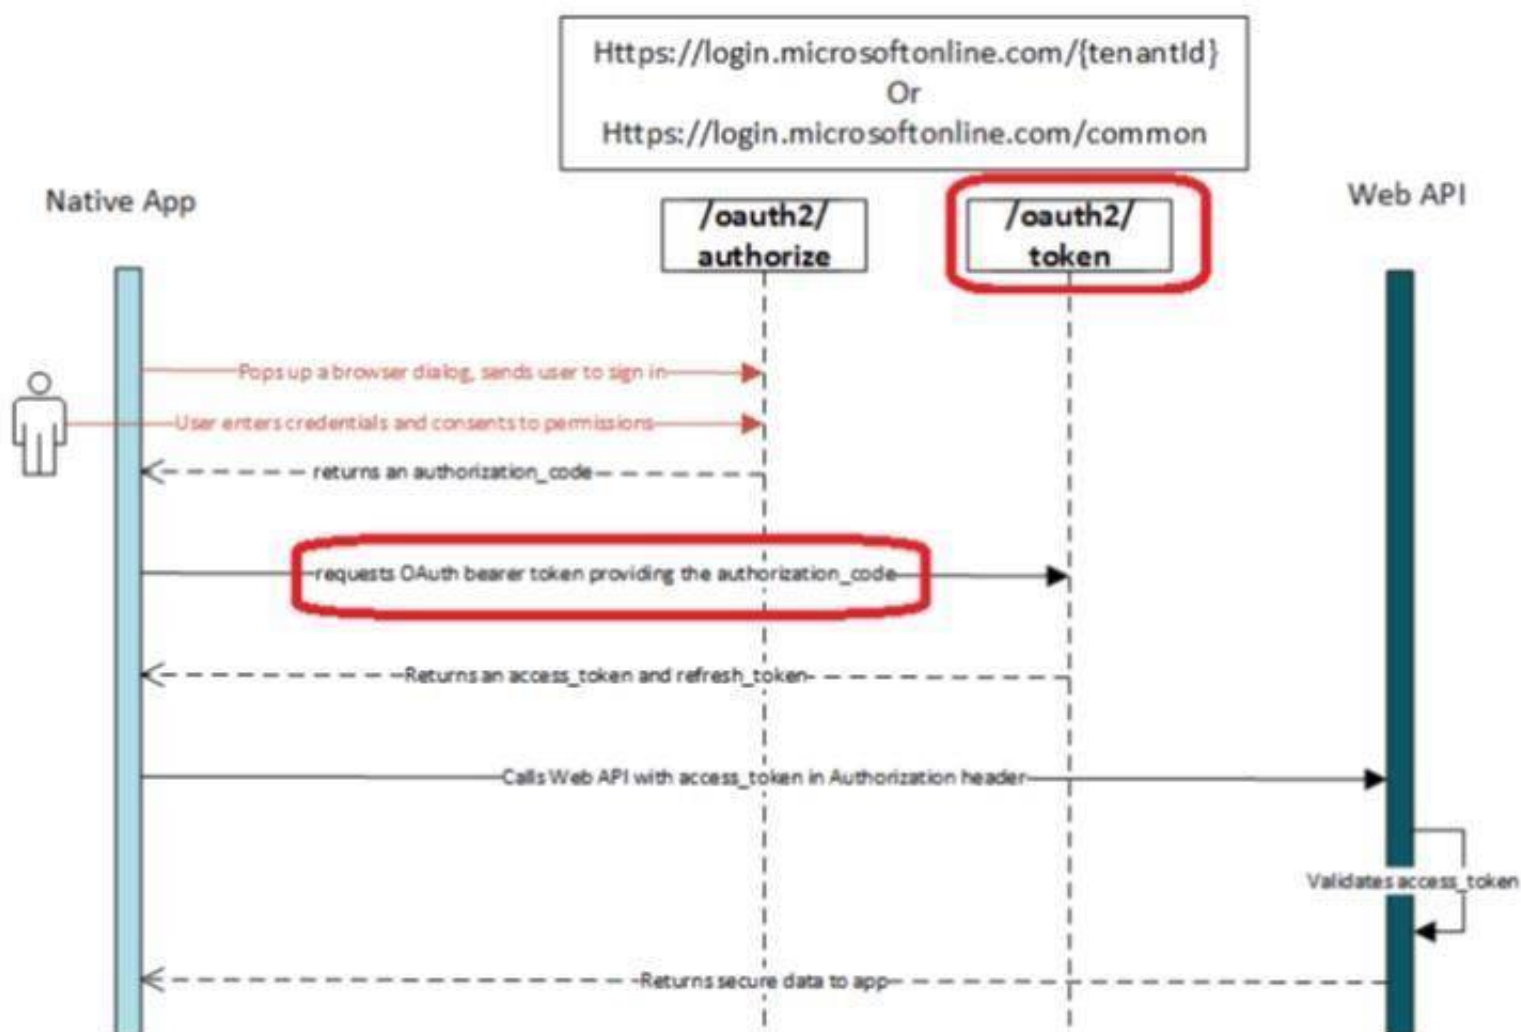 Https://login.microsoftonline.com/{tenantId}
Or
Https://login.microsoftonline.com/common
Native App
/oauth2/
authorize
/oauth2/
token
Web API
Pops up a browser dialog, sends user to sign in
User enters credentials and consents to permissions
returns an authorization_code
requests OAuth bearer token providing the authorization_code
Returns an access_token and refresh_token
Calls Web API with access_token in Authorization header
Validates access_token
Returns secure data to app